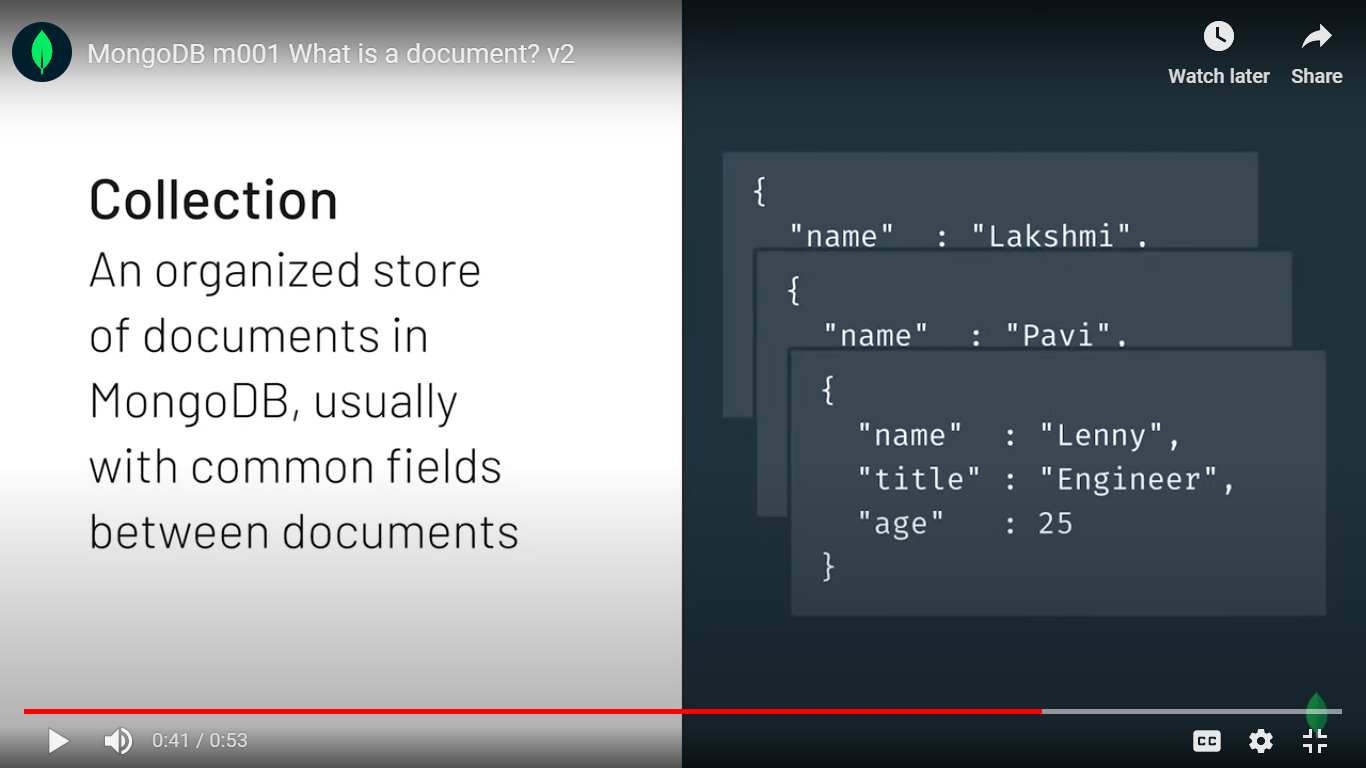 MongoDB m001 What is a document? v2
Watch later
Share
Collection
An organized store
of documents in
MongoDB, usually
with common fields
between documents
{
"name" : "Lakshmi",
{
"name" : "Pavi",
{
"name" : "Lenny",
"title" : "Engineer",
"age" : 25
}
0:41 / 0:53
CC